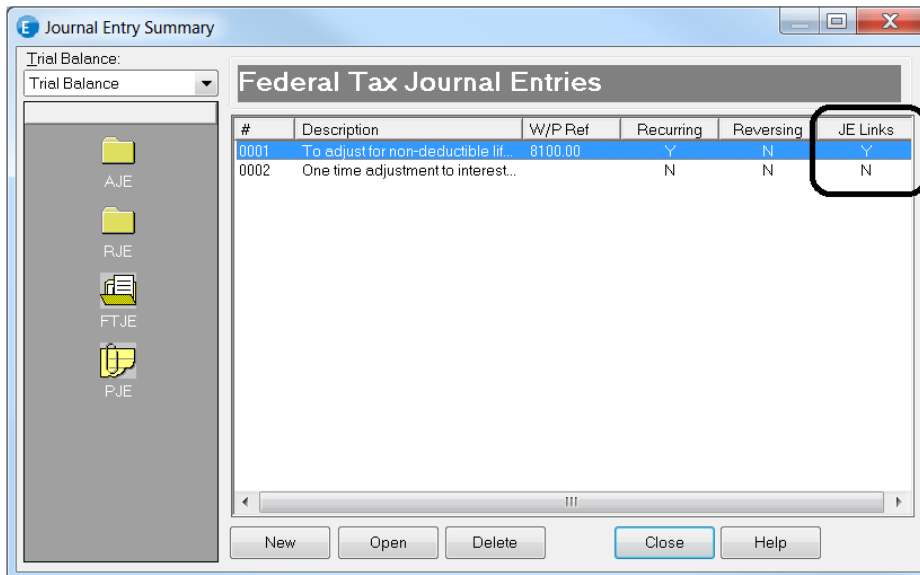 Journal Entry Summary
Trial Balance:
Trial Balance
Federal Tax Journal Entries
# Description W/P Ref Recurring Reversing JE Links
0001 To adjust for non-deductible lif... 8100.00 Y N Y
0002 One time adjustment to interest... N N N
AJE
RJE
FTJE
PJE
New Open Delete Close Help